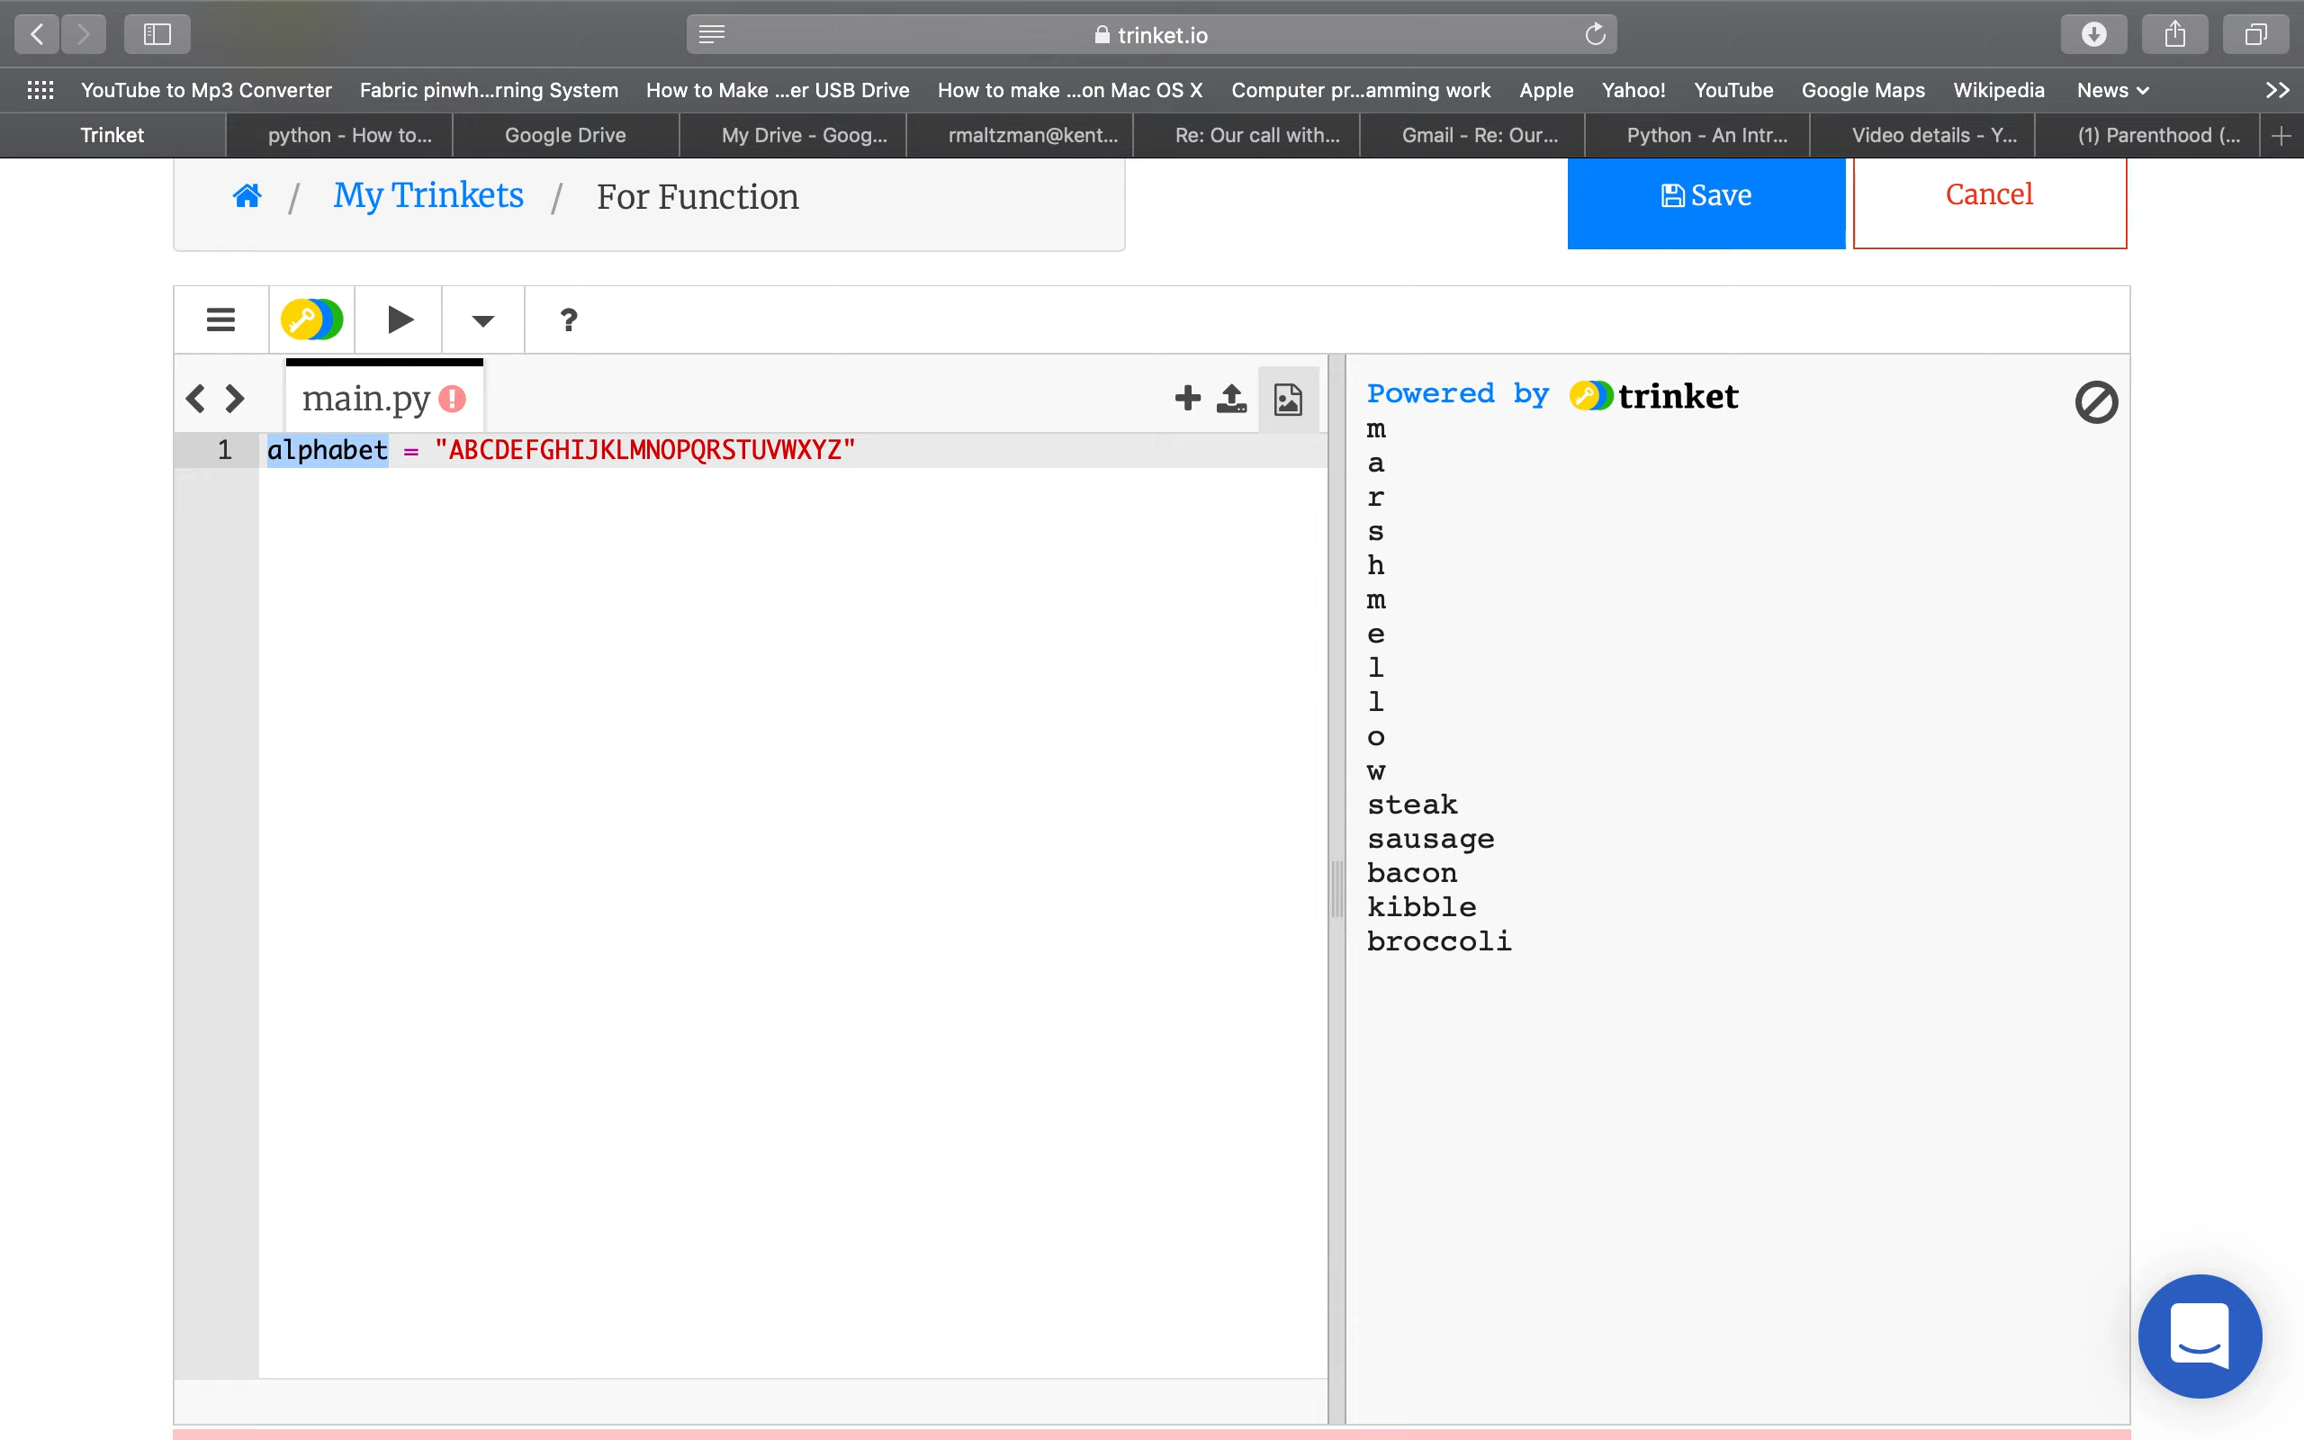 trinket.io
YouTube to Mp3 Converter Fabric pinwh...rning System How to Make ...er USB Drive How to make ...on Mac OS X Computer pr...amming work Apple Yahoo! YouTube Google Maps Wikipedia News
Trinket python - How to... Google Drive My Drive - Goog... rmaltzman@kent... Re: Our call with... Gmail - Re: Our... Python - An Intr... Video details - Y... (1) Parenthood (...
/ My Trinkets / For Function Save Cancel
?
main.py
Powered by trinket
1 alphabet = "ABCDEFGHIJKLMNOPQRSTUVWXYZ"
m
a
r
s
h
m
e
l
l
o
w
steak
sausage
bacon
kibble
broccoli